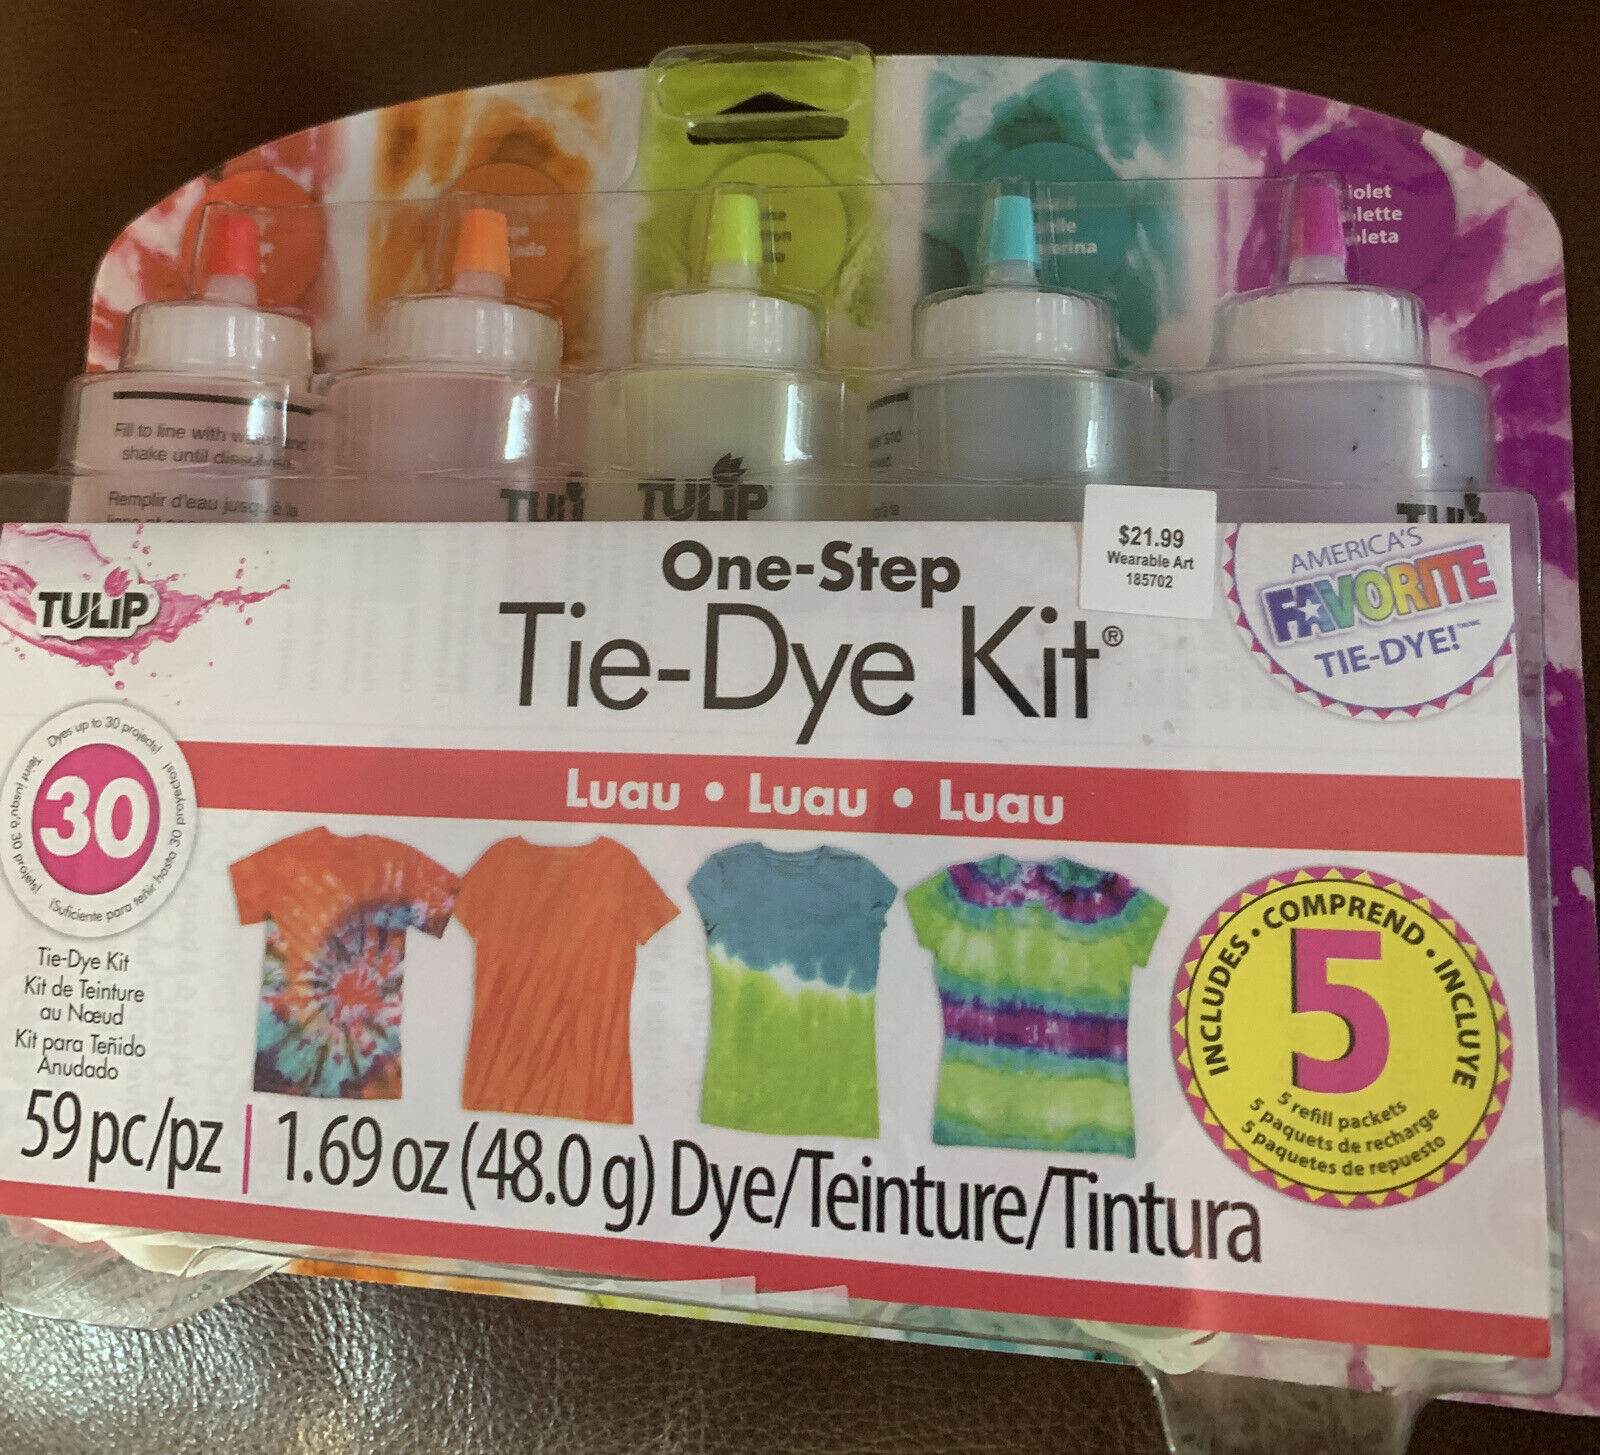 iolet
lette
leta
Fill to line with water and
shake until dissolved.
Remplir d'eau jusqu'à la
TULIP
TULIP
$21.99
Wearable Art
185702
One-Step
Tie-Dye Kit®
TULIP
AMERICA'S
FAVORITE
TIE-DYE!
Luau • Luau • Luau
Dyes up to 30 projects!
Teint jusqu'à 30 projets!
¡Suficiente para teñir hasta 30 proyectos!
30
Tie-Dye Kit
Kit de Teinture
au Nœud
Kit para Teñido
Anudado
INCLUDES • COMPREND • INCLUYE
5
5 refill packets
5 paquets de recharge
5 paquetes de repuesto
59 pc/pz | 1.69 oz (48.0 g) Dye/Teinture/Tintura